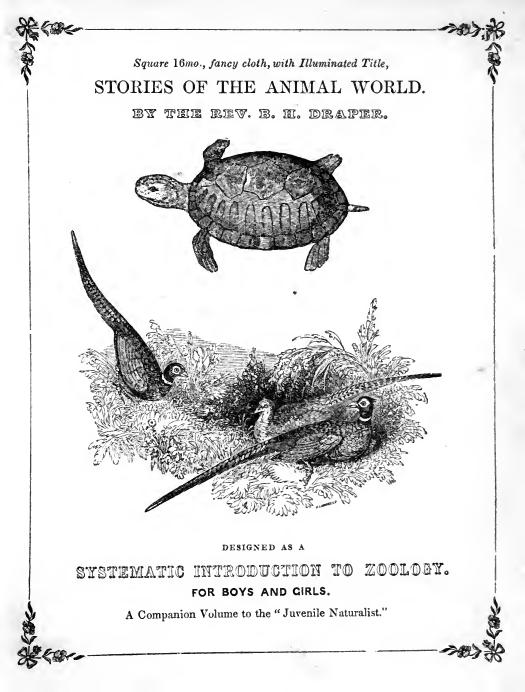 Square 16mo., fancy cloth, with Illuminated Title,
STORIES OF THE ANIMAL WORLD.
BY THE REV. B. H. DRAPER.
DESIGNED AS A
SYSTEMATIC INTRODUCTION TO ZOOLOGY.
FOR BOYS AND GIRLS.
A Companion Volume to the "Juvenile Naturalist."